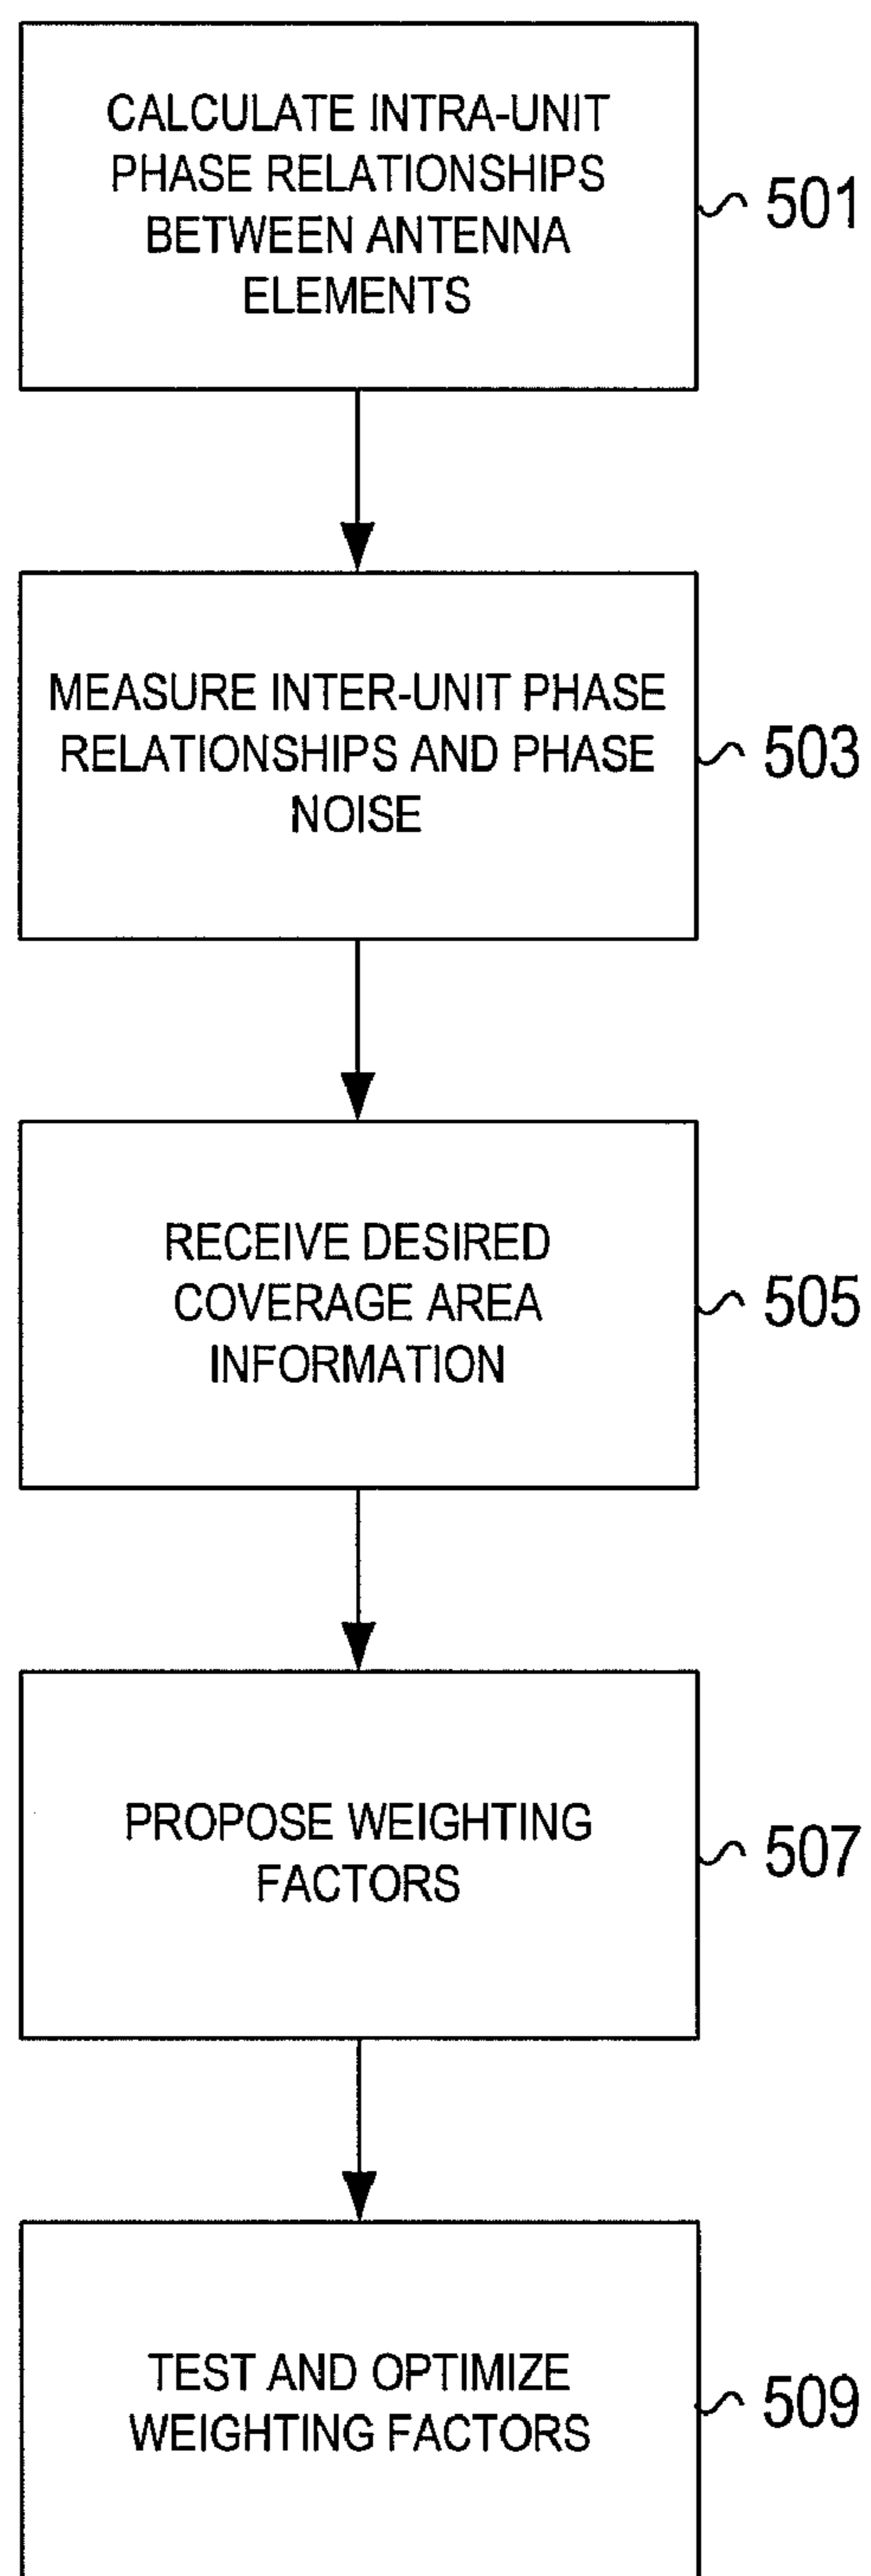 CALCULATE INTRA-UNIT
PHASE RELATIONSHIPS
BETWEEN ANTENNA
ELEMENTS
501
MEASURE INTER-UNIT PHASE
RELATIONSHIPS AND PHASE
NOISE
503
RECEIVE DESIRED
COVERAGE AREA
INFORMATION
505
PROPOSE WEIGHTING
FACTORS
507
TEST AND OPTIMIZE
WEIGHTING FACTORS
509